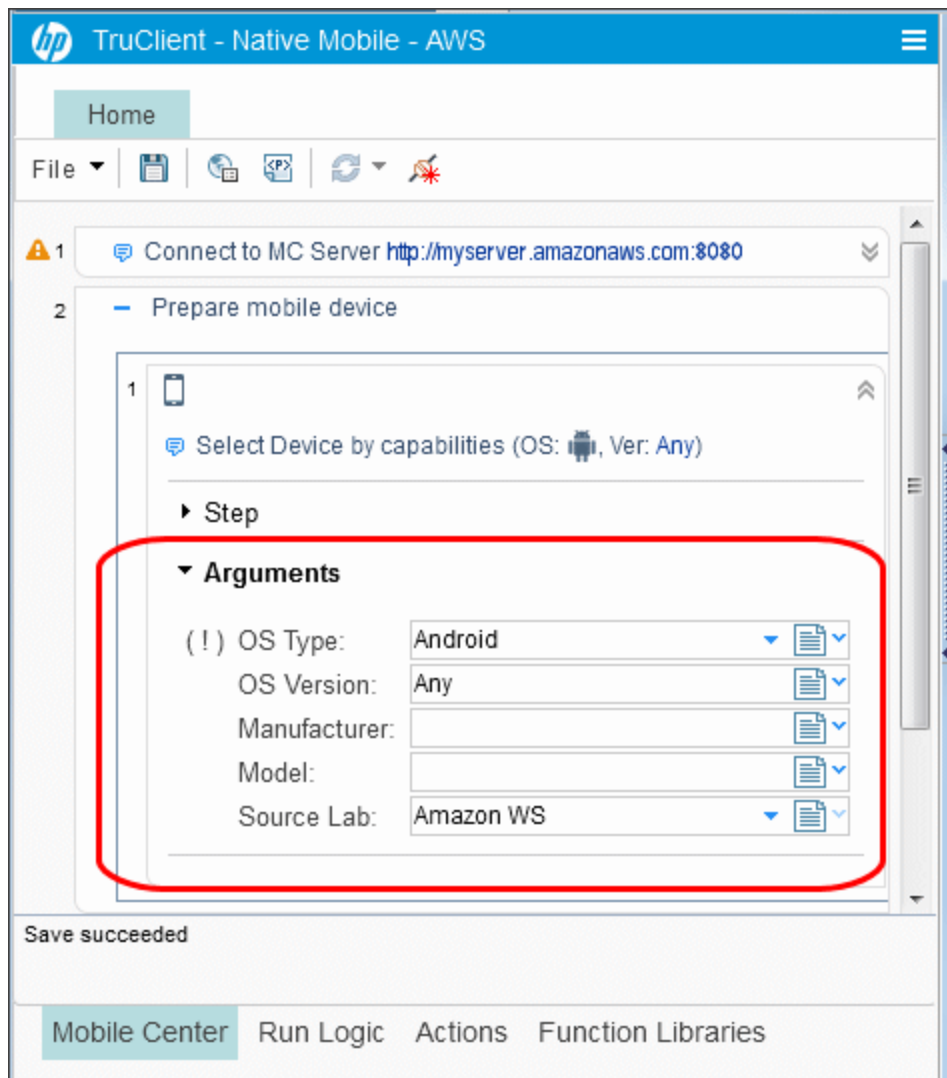 hp TruClient - Native Mobile - AWS
Home
File
<P>
1 Connect to MC Server http://myserver.amazonaws.com:8080
2 Prepare mobile device
1
Select Device by capabilities (OS: , Ver: Any)
Step
Arguments
(!) OS Type: Android
OS Version: Any
Manufacturer:
Model:
Source Lab: Amazon WS
Save succeeded
Mobile Center Run Logic Actions Function Libraries